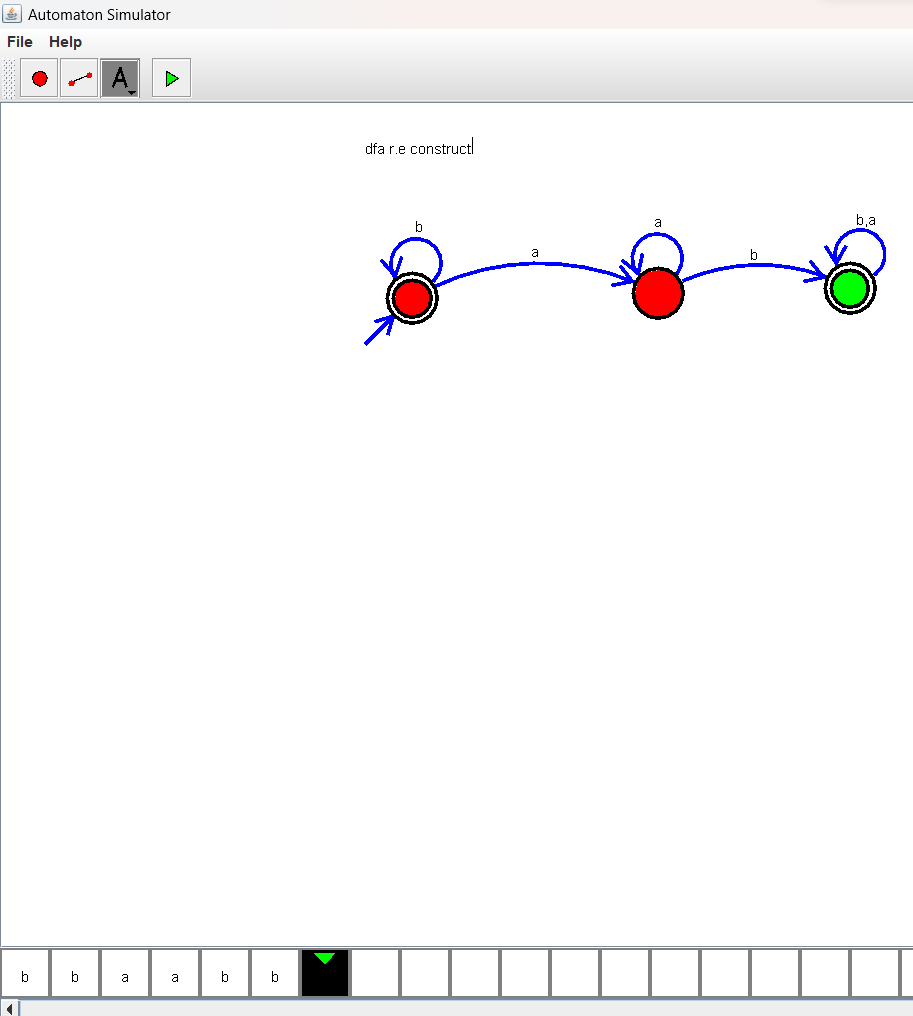 Automaton Simulator
File Help
A
dfa r.e construct
b
a
a
b
b,a
b b a a b b